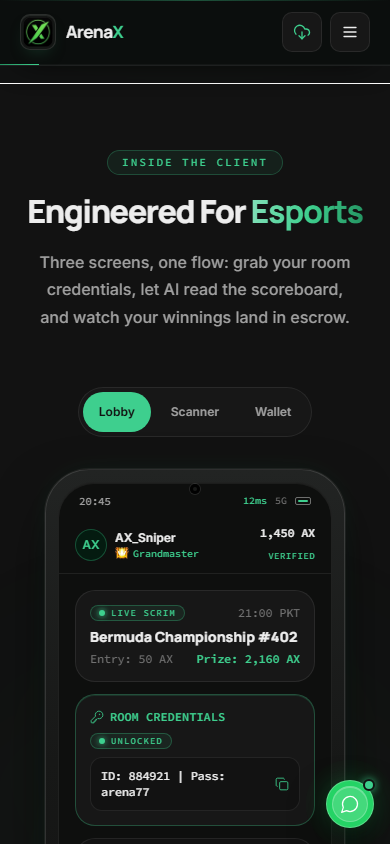 ArenaX
INSIDE THE CLIENT
Engineered For Esports
Three screens, one flow: grab your room
credentials, let AI read the scoreboard,
and watch your winnings land in escrow.
Lobby Scanner Wallet
20:45 12ms 5G
AX AX_Sniper 1,450 AX
Grandmaster VERIFIED
LIVE SCRIM 21:00 PKT
Bermuda Championship #402
Entry: 50 AX Prize: 2,160 AX
ROOM CREDENTIALS
UNLOCKED
ID: 884921 | Pass:
arena77